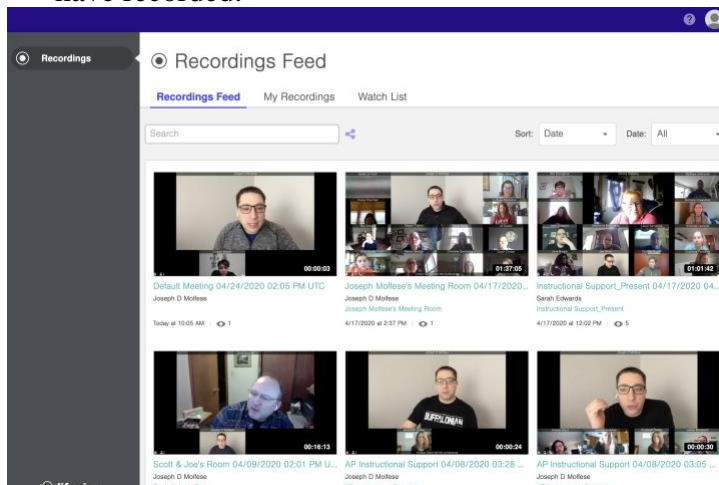 have recorded.
Recordings
Recordings Feed
Recordings Feed My Recordings Watch List
Search
Sort: Date Date: All
00:00:03
01:37:05
01:01:42
Default Meeting 04/24/2020 02:05 PM UTC
Joseph D Molfese
Today at 10:05 AM | 1
Joseph Molfese's Meeting Room 04/17/2020...
Joseph D Molfese
Joseph Molfese's Meeting Room
4/17/2020 at 2:37 PM | 1
Instructional Support_Present 04/17/2020 04...
Sarah Edwards
Instructional Support_Present
4/17/2020 at 12:02 PM | 5
BUFFALONIAN
00:16:13
00:00:24
00:00:30
Scott & Joe's Room 04/09/2020 02:01 PM U...
Joseph D Molfese
AP Instructional Support 04/08/2020 03:26 ...
Joseph D Molfese
AP Instructional Support 04/08/2020 03:05 ...
Joseph D Molfese